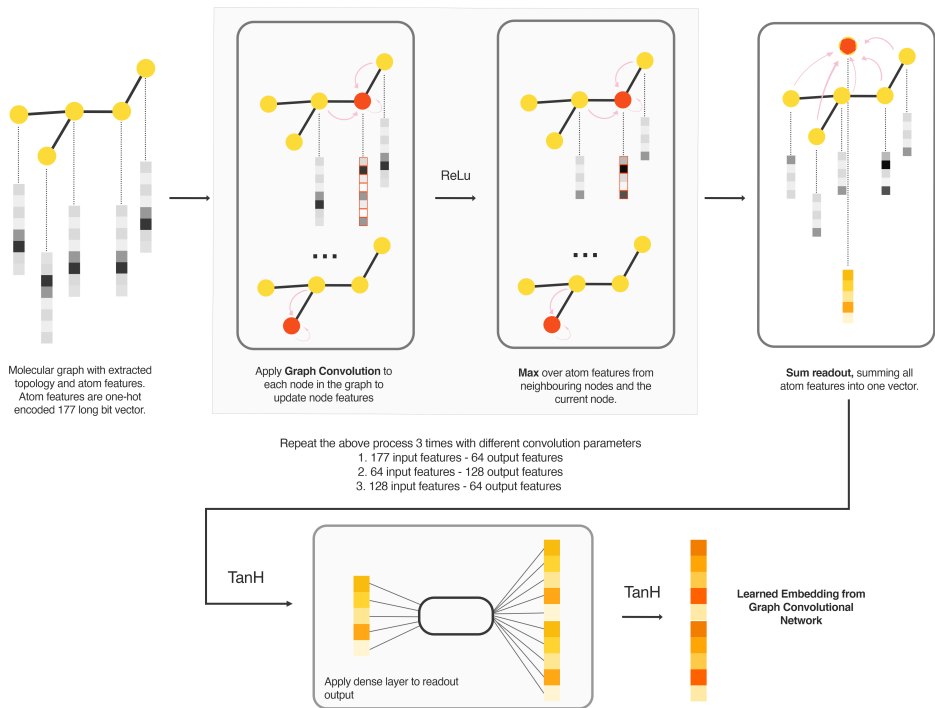 ReLu
Molecular graph with extracted
topology and atom features.
Atom features are one-hot
encoded 177 long bit vector.
Apply Graph Convolution to
each node in the graph to
update node features
Max over atom features from
neighbouring nodes and the
current node.
Sum readout, summing all
atom features into one vector.
Repeat the above process 3 times with different convolution parameters
1. 177 input features - 64 output features
2. 64 input features - 128 output features
3. 128 input features - 64 output features
TanH
Apply dense layer to readout
output
TanH
Learned Embedding from
Graph Convolutional
Network